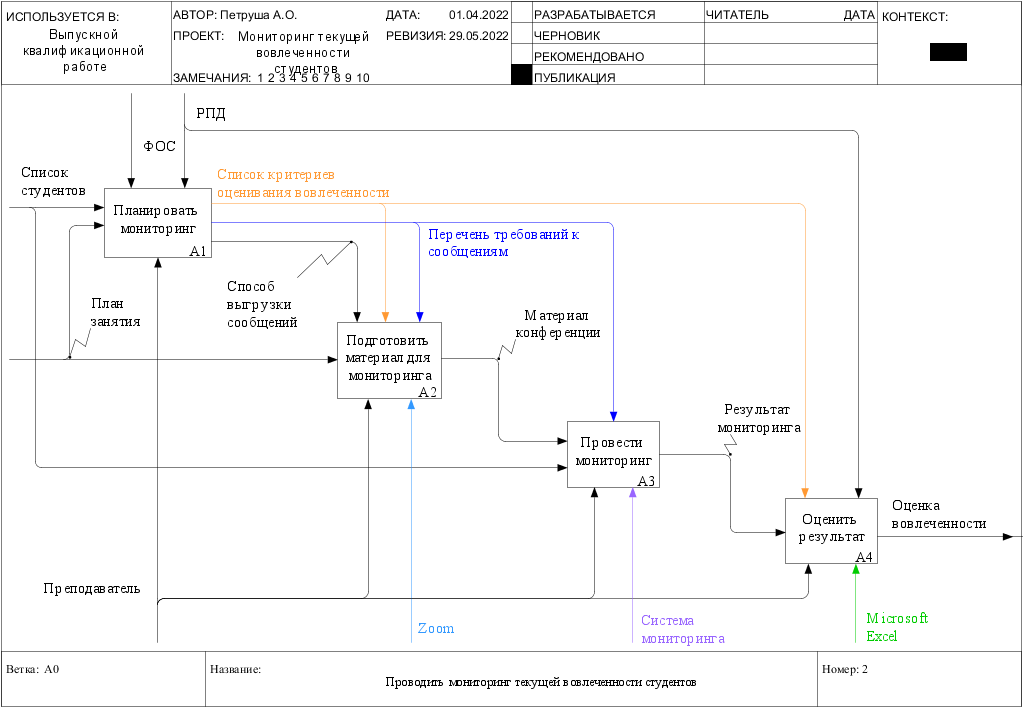 ИСПОЛЬЗУЕТСЯ В:
Выпускной
квалификационной
работе
АВТОР: Петруша А.О.
ДАТА: 01.04.2022
ПРОЕКТ: Мониторинг текущей
вовлеченности
студентов
РЕВИЗИЯ: 29.05.2022
ЗАМЕЧАНИЯ: 1 2 3 4 5 6 7 8 9 10
РАЗРАБАТЫВАЕТСЯ
ЧЕРНОВИК
РЕКОМЕНДОВАНО
ПУБЛИКАЦИЯ
ЧИТАТЕЛЬ
ДАТА
КОНТЕКСТ:
РПД
ФОС
Список
студентов
Список критериев
оценивания вовлеченности
Планировать
мониторинг
A1
Перечень требований к
сообщениям
Способ
выгрузки
сообщений
План
занятия
Материал
конференции
Подготовить
материал для
мониторинга
A2
Результат
мониторинга
Провести
мониторинг
A3
Оценка
вовлеченности
Оценить
результат
A4
Преподаватель
Zoom
Система
мониторинга
Microsoft
Excel
Ветка: A0
Название:
Проводить мониторинг текущей вовлеченности студентов
Номер: 2